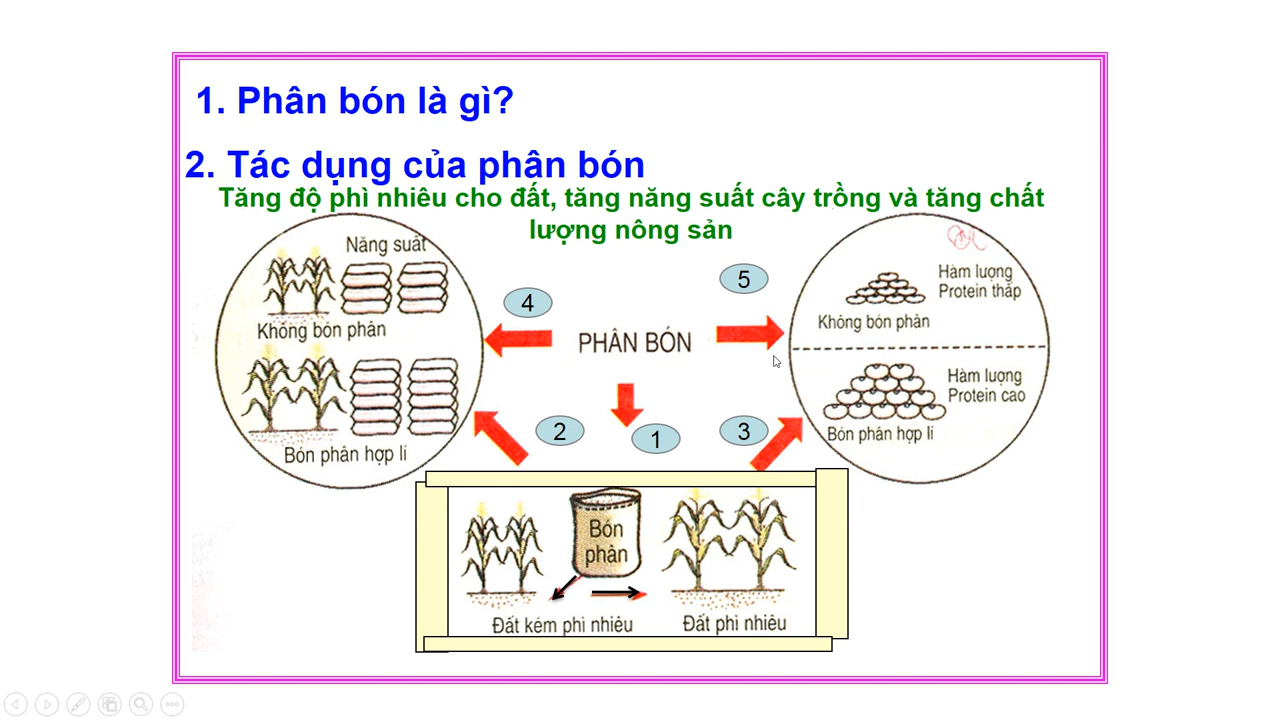 1. Phân bón là gì?
2. Tác dụng của phân bón
Tăng độ phì nhiêu cho đất, tăng năng suất cây trồng và tăng chất
lượng nông sản
Năng suất
Không bón phân
Bón phân hợp lí
4
5
PHÂN BÓN
2
1
3
Hàm lượng
Protein thấp
Không bón phân
Hàm lượng
Protein cao
Bón phân hợp lí
Bón
phân
Đất kém phì nhiêu
Đất phì nhiêu